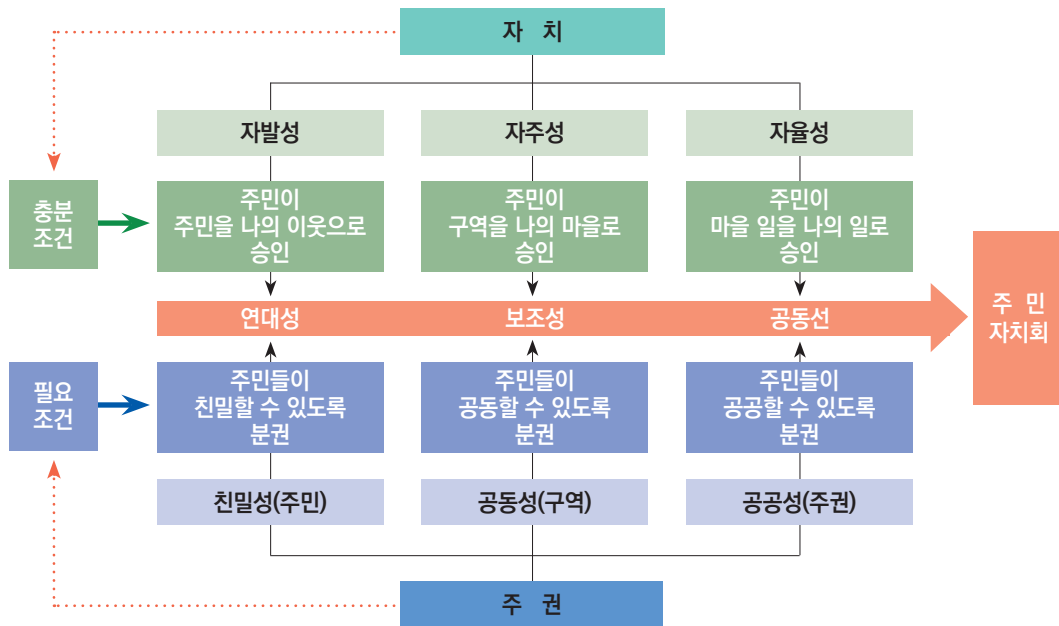 자 치
자발성
자주성
자율성
충분
조건
주민이
주민을 나의 이웃으로
승인
주민이
구역을 나의 마을로
승인
주민이
마을 일을 나의 일로
승인
연대성
보조성
공동선
주 민
자치회
필요
조건
주민들이
친밀할 수 있도록
분권
주민들이
공동할 수 있도록
분권
주민들이
공공할 수 있도록
분권
친밀성(주민)
공동성(구역)
공공성(주권)
주 권